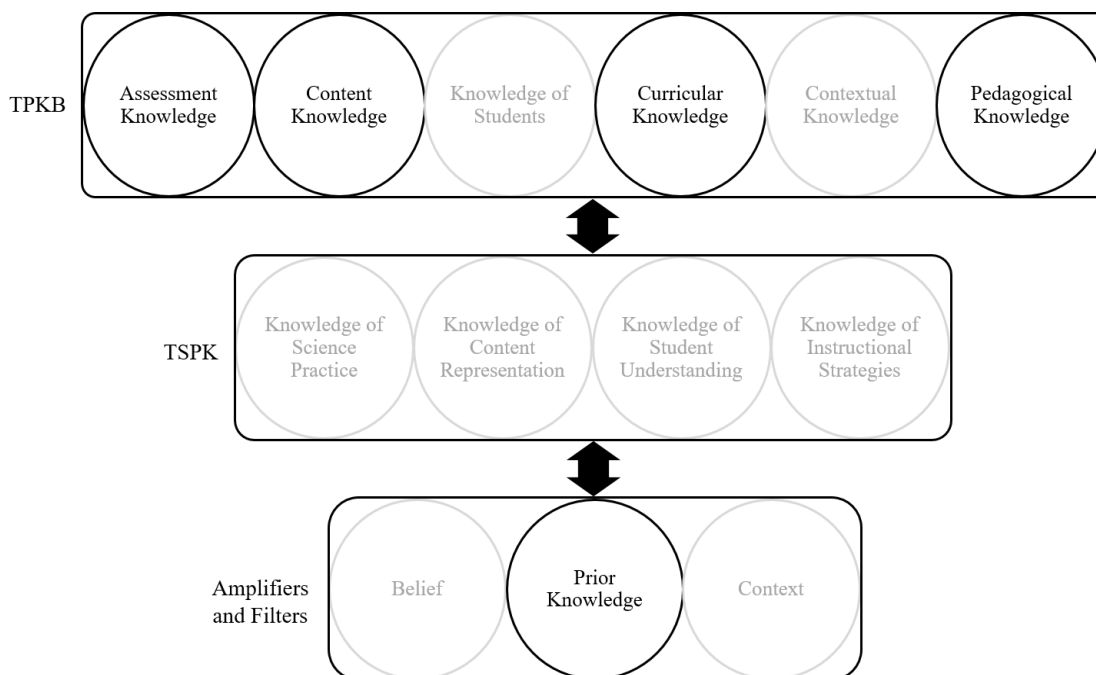 TPKB
Assessment
Knowledge
Content
Knowledge
Knowledge of
Students
Curricular
Knowledge
Contextual
Knowledge
Pedagogical
Knowledge
TSPK
Knowledge of
Science
Practice
Knowledge of
Content
Representation
Knowledge of
Student
Understanding
Knowledge of
Instructional
Strategies
Amplifiers
and Filters
Belief
Prior
Knowledge
Context